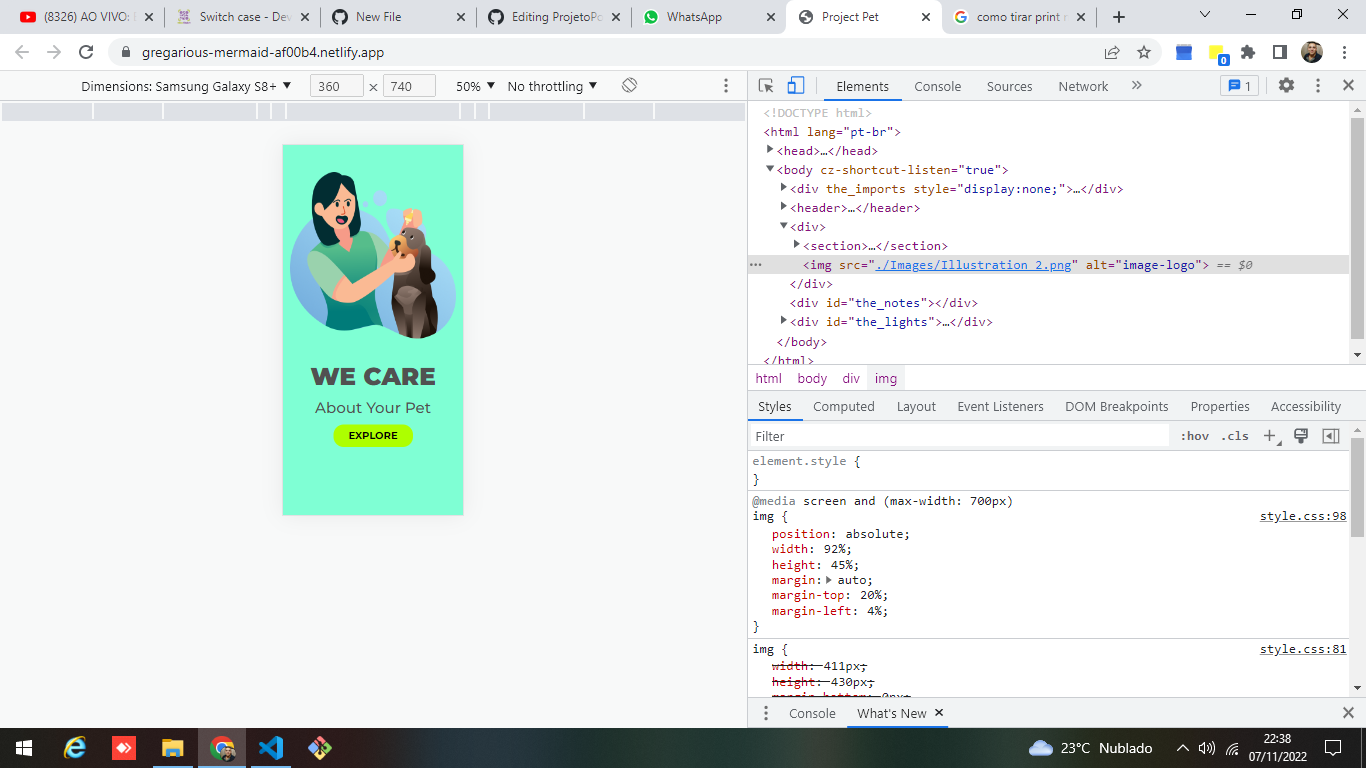 (8326) AO VIVO:
Switch case - De
New File
Editing ProjetoPo
WhatsApp
Project Pet
como tirar print
gregarious-mermaid-af00b4.netlify.app
0
Dimensions: Samsung Galaxy S8+ ▼ 360 × 740 50% ▼ No throttling ▼
Elements Console Sources Network » 1
<!DOCTYPE html>
<html lang="pt-br">
<head>…</head>
<body cz-shortcut-listen="true">
<div the_imports style="display:none;">…</div>
<header>…</header>
<div>
<section>…</section>
··· <img src="./Images/Illustration 2.png" alt="image-logo"> == $0
</div>
<div id="the_notes"></div>
<div id="the_lights">…</div>
</body>
</html>
html body div img
Styles Computed Layout Event Listeners DOM Breakpoints Properties Accessibility
Filter :hov .cls
element.style {
}
@media screen and (max-width: 700px)
img { style.css:98
position: absolute;
width: 92%;
height: 45%;
margin: auto;
margin-top: 20%;
margin-left: 4%;
}
img { style.css:81
width: 411px;
height: 430px;
margin-bottom: 0px;
Console What's New
WE CARE
About Your Pet
EXPLORE
23°C Nublado
22:38
07/11/2022